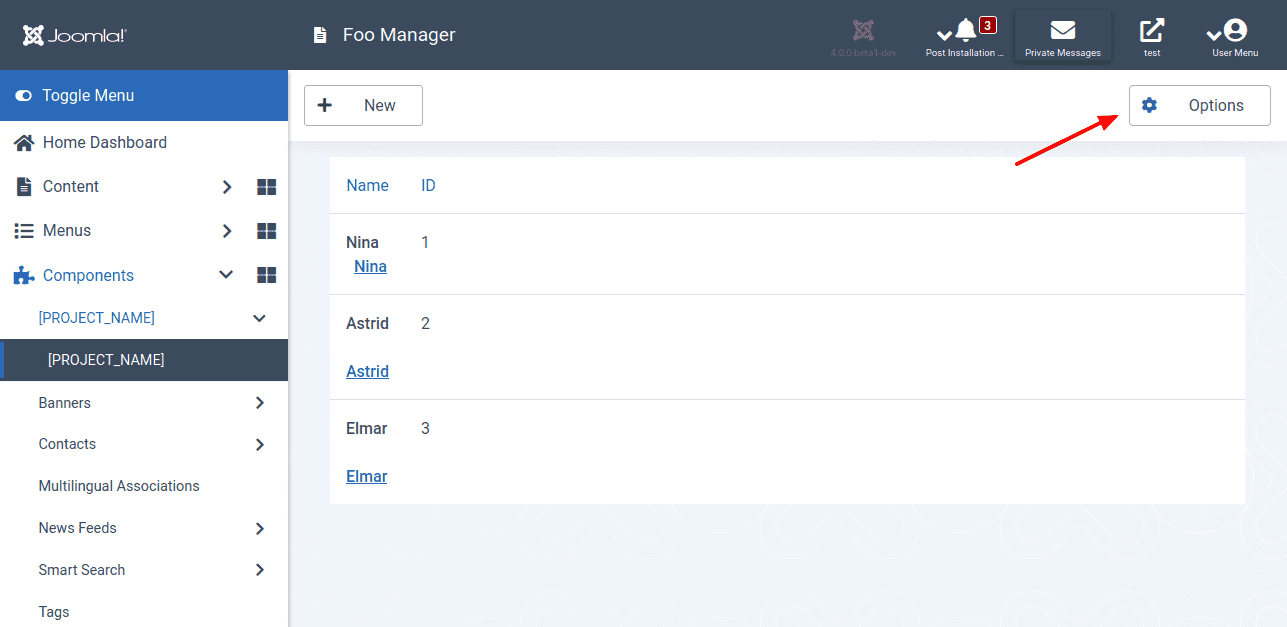 Joomla!
Foo Manager
4.0.0-beta1-dev
3
Post Installation ...
Private Messages
test
User Menu
Toggle Menu
Home Dashboard
Content
Menus
Components
[PROJECT_NAME]
[PROJECT_NAME]
Banners
Contacts
Multilingual Associations
News Feeds
Smart Search
Tags
New
Options
Name ID
Nina 1
Nina
Astrid 2
Astrid
Elmar 3
Elmar